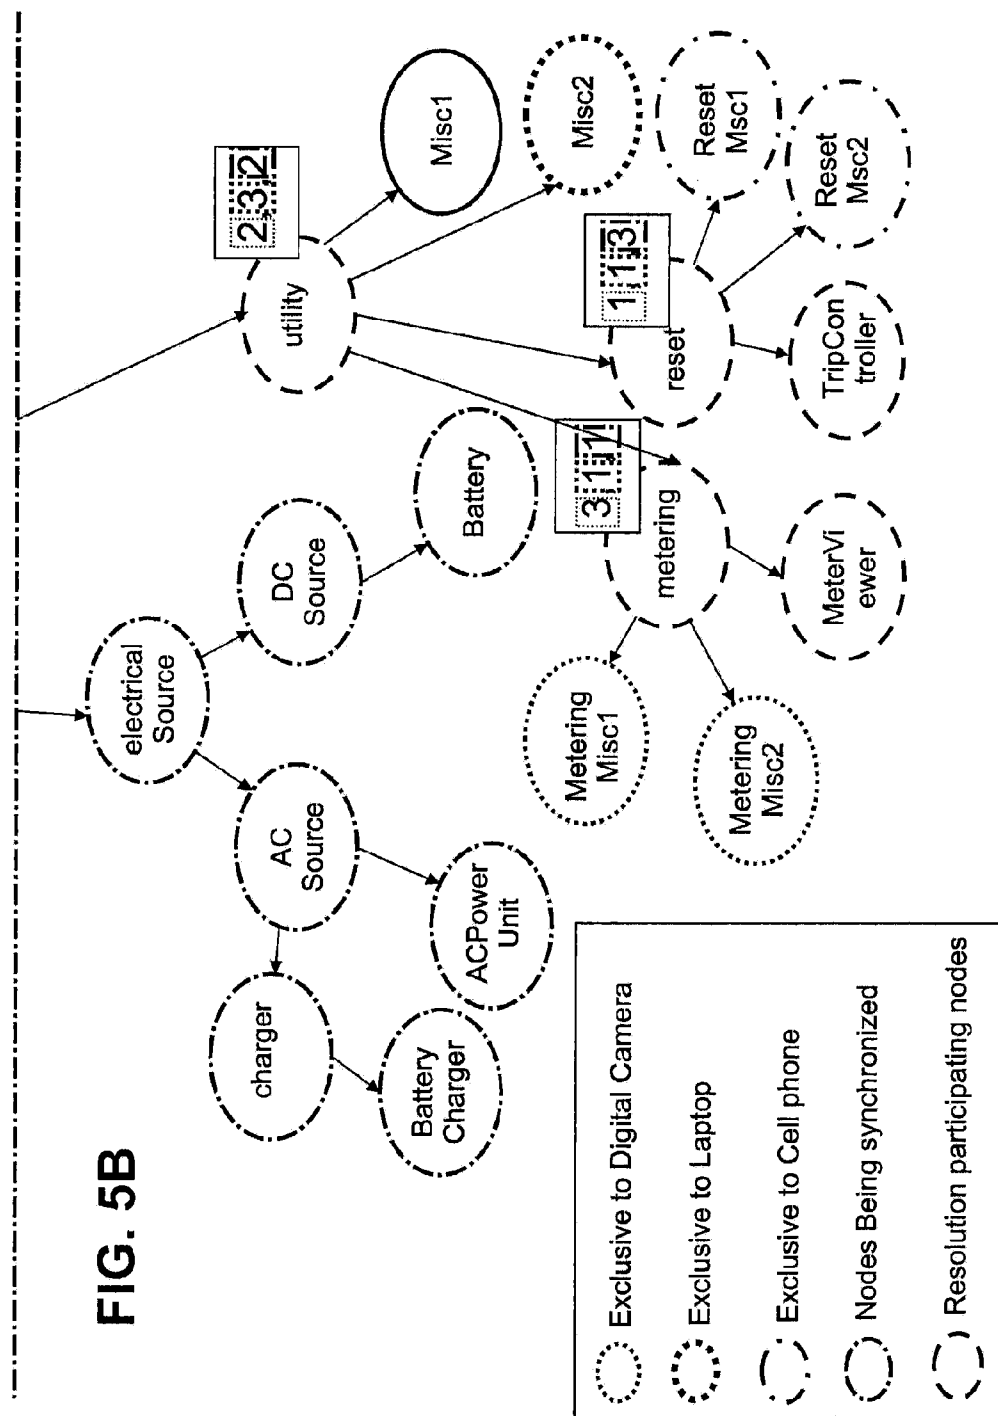 FIG. 5B
electrical
Source
AC
Source
DC
Source
charger
Battery
Charger
ACPower
Unit
Battery
utility
2,3,2
Misc1
Misc2
metering
3 1,1
reset
1 1,3
Metering
Misc1
Metering
Misc2
MeterVi
ewer
TripCon
troller
Reset
Msc1
Reset
Msc2
Exclusive to Digital Camera
Exclusive to Laptop
Exclusive to Cell phone
Nodes Being synchronized
Resolution participating nodes